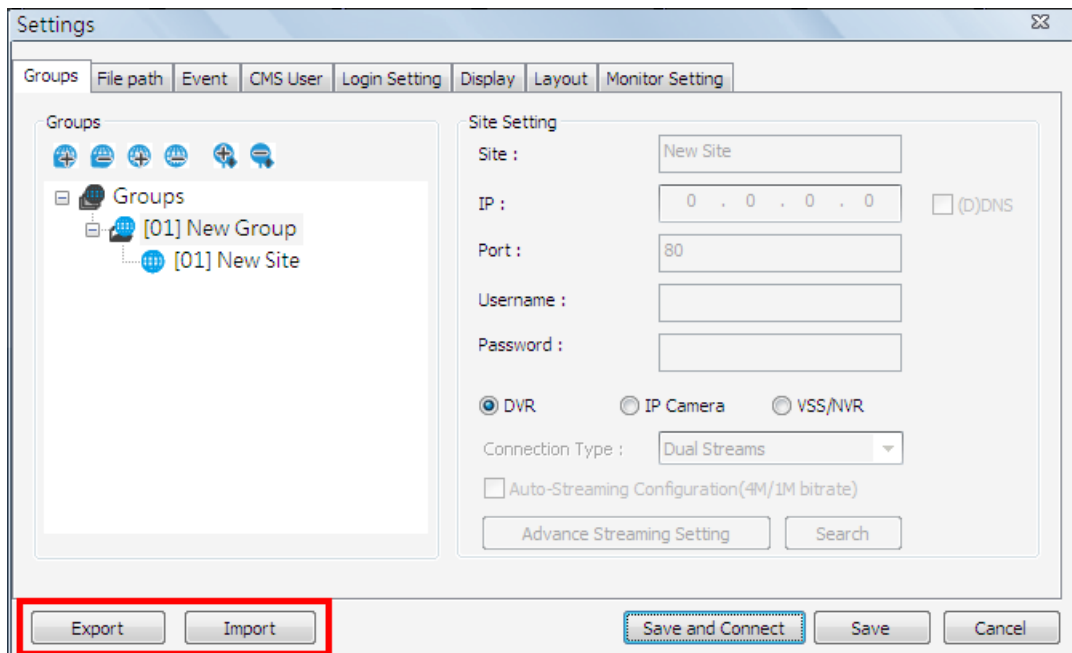 Settings
Groups File path Event CMS User Login Setting Display Layout Monitor Setting
Groups
Groups
[01] New Group
[01] New Site
Site Setting
Site : New Site
IP : 0 . 0 . 0 . 0 (D)DNS
Port : 80
Username :
Password :
DVR IP Camera VSS/NVR
Connection Type : Dual Streams
Auto-Streaming Configuration(4M/1M bitrate)
Advance Streaming Setting Search
Export Import Save and Connect Save Cancel